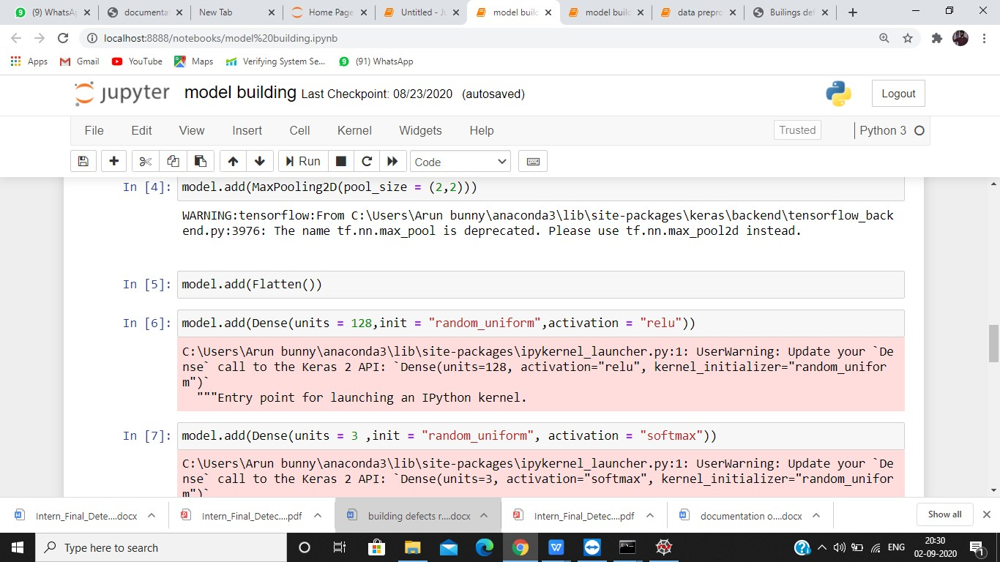 (9) WhatsA
documenta
New Tab
Home Page
Untitled - Ju
model build
model build
data prepro
Builings def
localhost:8888/notebooks/model%20building.ipynb
Apps
Gmail
YouTube
Maps
Verifying System Se...
9
(91) WhatsApp
jupyter
model building Last Checkpoint: 08/23/2020 (autosaved)
Logout
File Edit View Insert Cell Kernel Widgets Help
Trusted
Python 3
Run
Code
In [4]: model.add(MaxPooling2D(pool_size = (2,2)))
WARNING:tensorflow:From C:\Users\Arun bunny\anaconda3\lib\site-packages\keras\backend\tensorflow_back
end.py:3976: The name tf.nn.max_pool is deprecated. Please use tf.nn.max_pool2d instead.
In [5]: model.add(Flatten())
In [6]: model.add(Dense(units = 128,init = "random_uniform",activation = "relu"))
C:\Users\Arun bunny\anaconda3\lib\site-packages\ipykernel_launcher.py:1: UserWarning: Update your `De
nse` call to the Keras 2 API: `Dense(units=128, activation="relu", kernel_initializer="random_unifor
m")`
"""Entry point for launching an IPython kernel.
In [7]: model.add(Dense(units = 3 ,init = "random_uniform", activation = "softmax"))
C:\Users\Arun bunny\anaconda3\lib\site-packages\ipykernel_launcher.py:1: UserWarning: Update your `De
nse` call to the Keras 2 API: `Dense(units=3, activation="softmax", kernel_initializer="random_unifor
m")`
Intern_Final_Dete....docx
Intern_Final_Detec....pdf
building defects r....docx
Intern_Final_Detec....pdf
documentation o....docx
Show all
Type here to search
ENG
20:30
02-09-2020
1